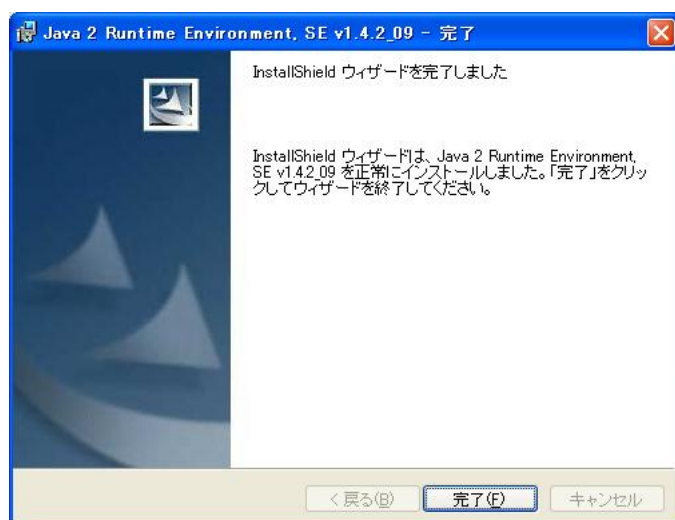 Java 2 Runtime Environment, SE v1.4.2_09 - 完了
InstallShield ウィザードを完了しました
InstallShield ウィザードは、Java 2 Runtime Environment,
SE v1.4.2_09 を正常にインストールしました。「完了」をクリッ
クしてウィザードを終了してください。
< 戻る(B)
完了(F)
キャンセル